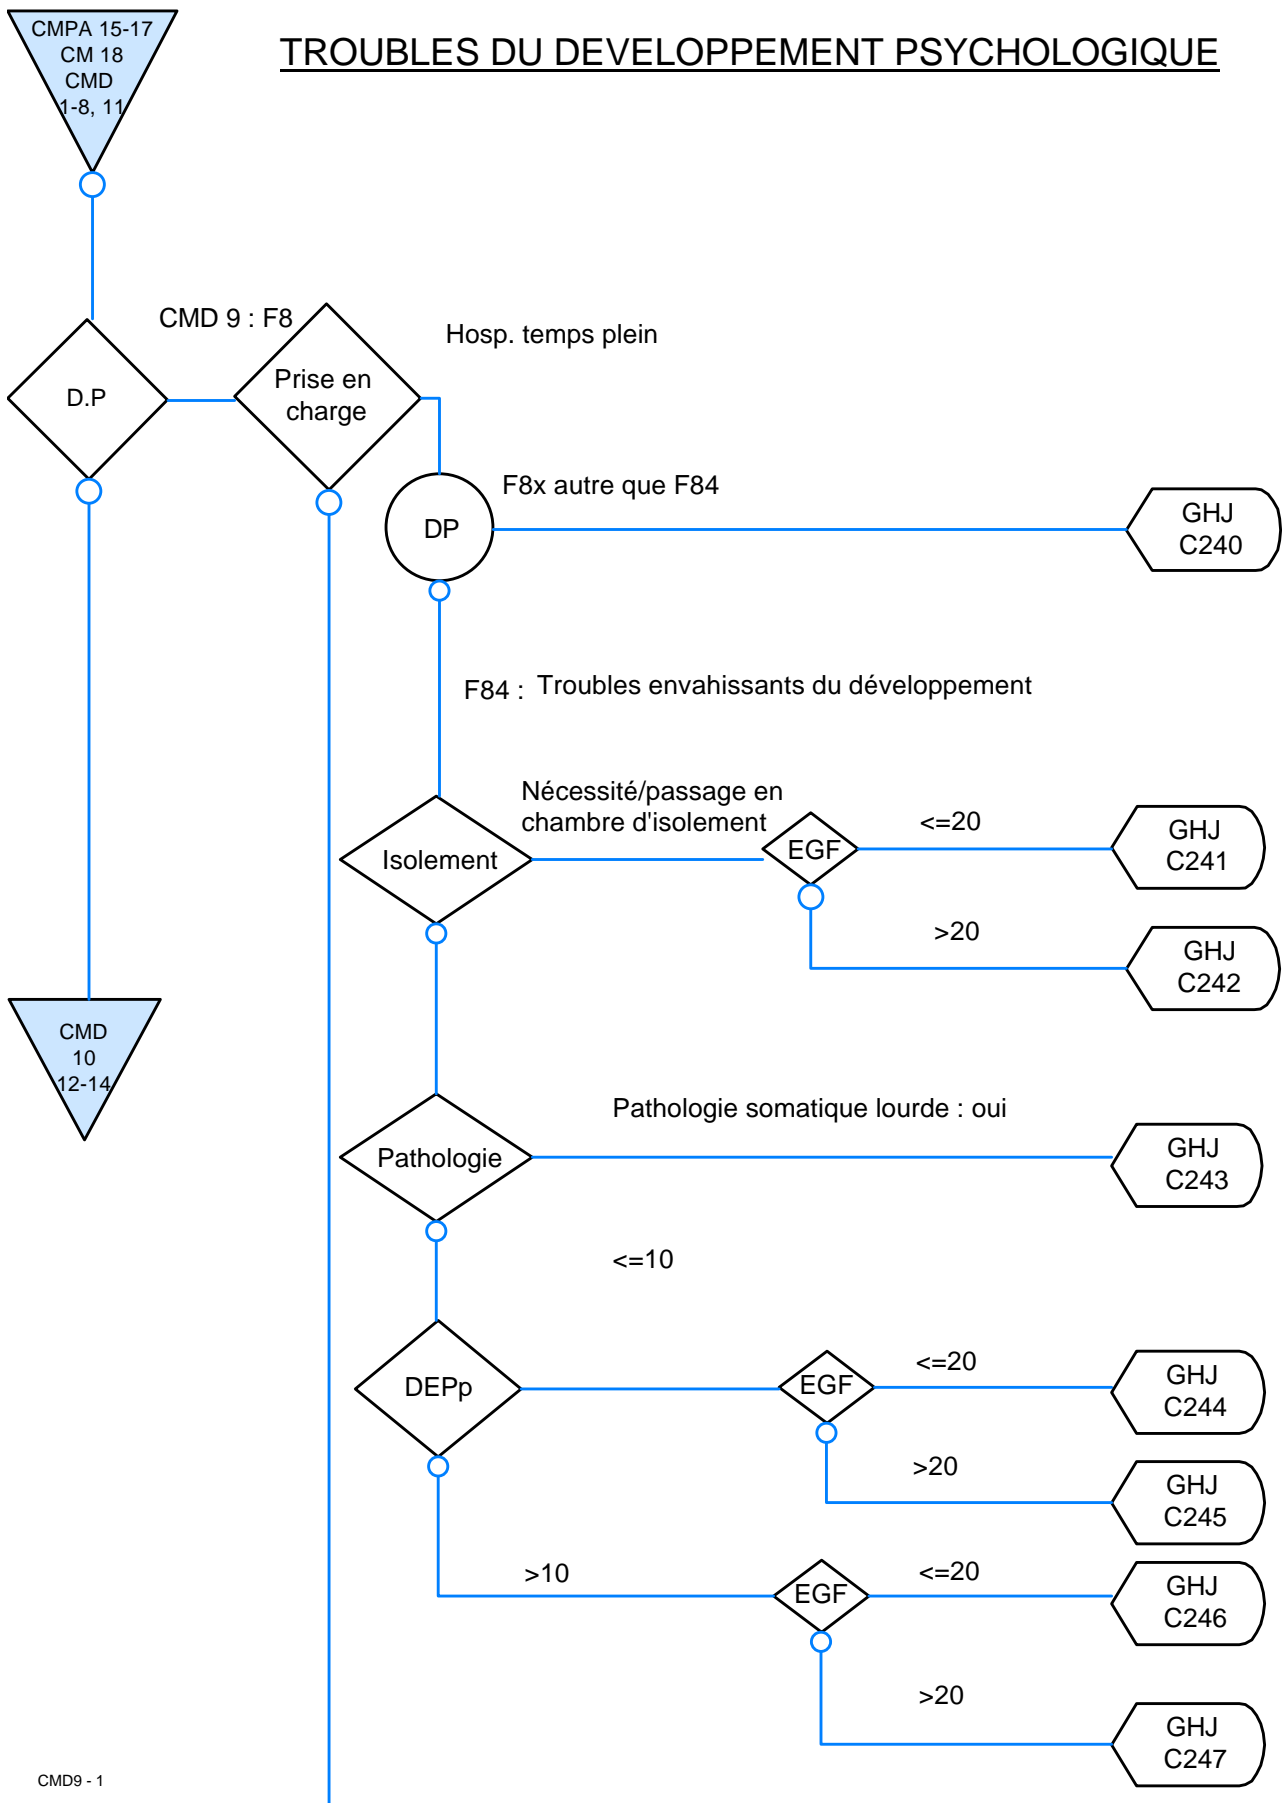 CMPA 15-17
CM 18
CMD
1-8, 11
TROUBLES DU DEVELOPPEMENT PSYCHOLOGIQUE
CMD 9 : F8
Hosp. temps plein
D.P
Prise en
charge
F8x autre que F84
DP
GHJ
C240
F84 : Troubles envahissants du développement
Nécessité/passage en
chambre d'isolement
Isolement
EGF
<=20
GHJ
C241
>20
GHJ
C242
CMD
10
12-14
Pathologie somatique lourde : oui
Pathologie
GHJ
C243
<=10
DEPp
EGF
<=20
GHJ
C244
>20
GHJ
C245
>10
EGF
<=20
GHJ
C246
>20
GHJ
C247
CMD9 - 1